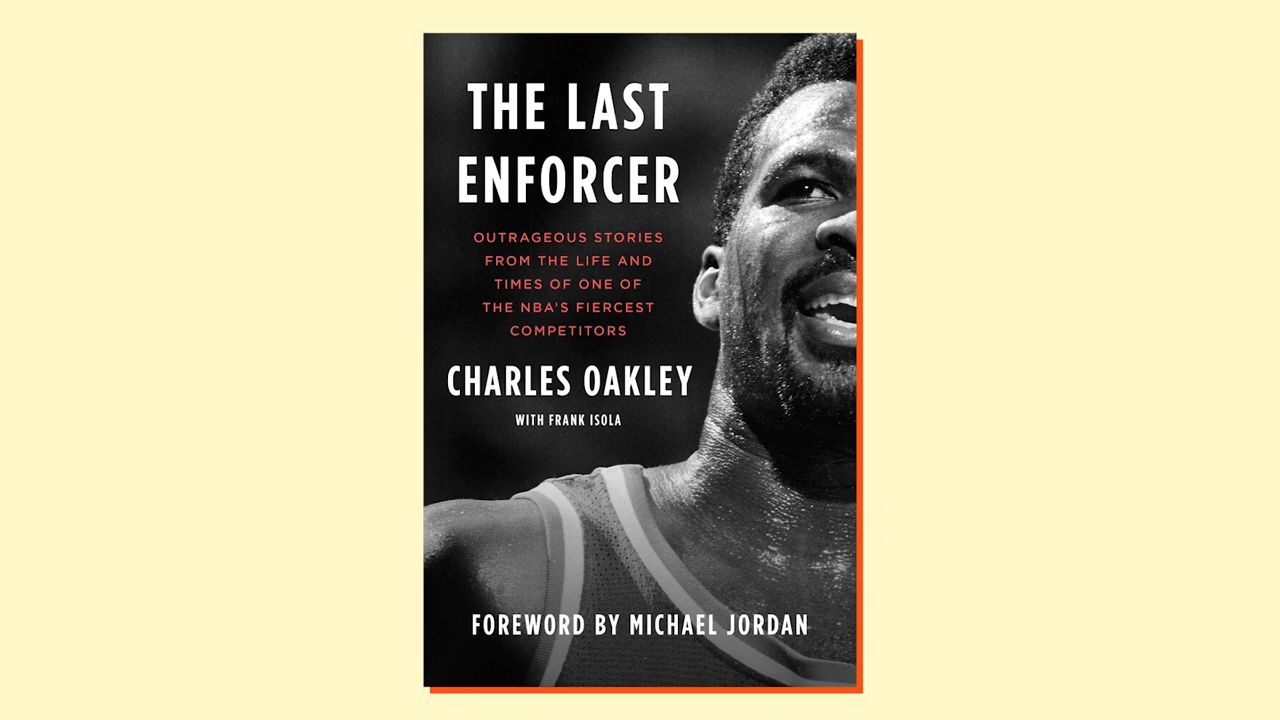 THE LAST
ENFORCER
OUTRAGEOUS STORIES
FROM THE LIFE AND
TIMES OF ONE OF
THE NBA'S FIERCEST
COMPETITORS
CHARLES OAKLEY
WITH FRANK ISOLA
FOREWORD BY MICHAEL JORDAN